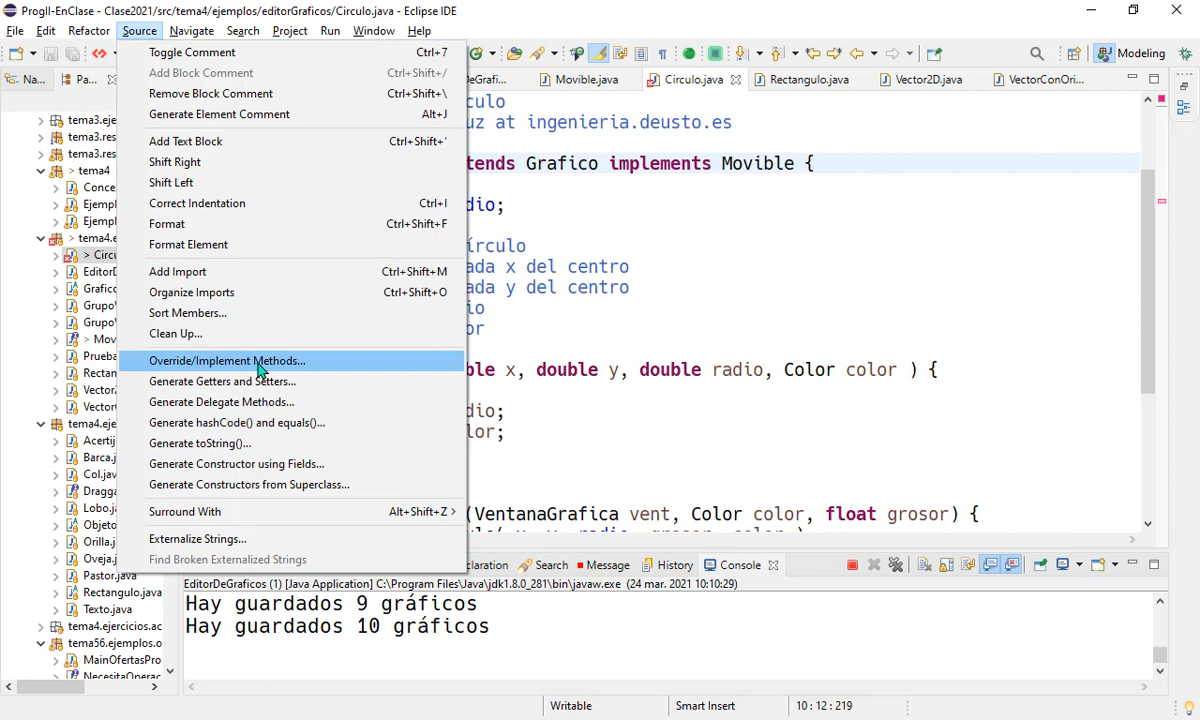 ProgII-EnClase - Clase2021/src/tema4/ejemplos/editorGraficos/Circulo.java - Eclipse IDE
File Edit Refactor Source Navigate Search Project Run Window Help
Modeling
Na... Pa... DeGrafi... Movible.java Circulo.java Rectangulo.java Vector2D.java VectorConOri...
Toggle Comment Ctrl+7
Add Block Comment Ctrl+Shift+/
Remove Block Comment Ctrl+Shift+\
Generate Element Comment Alt+J
Add Text Block Ctrl+Shift+'
Shift Right
Shift Left
Correct Indentation Ctrl+I
Format Ctrl+Shift+F
Format Element
Add Import Ctrl+Shift+M
Organize Imports Ctrl+Shift+O
Sort Members...
Clean Up...
Override/Implement Methods...
Generate Getters and Setters...
Generate Delegate Methods...
Generate hashCode() and equals()...
Generate toString()...
Generate Constructor using Fields...
Generate Constructors from Superclass...
Surround With Alt+Shift+Z >
Externalize Strings...
Find Broken Externalized Strings
tema3.eje
tema3.res
tema3.res
> tema4
Conce
Ejemp
Ejemp
> tema4.e
> Circu
EditorD
Grafico
GrupoV
GrupoV
> Mov
Prueba
Rectan
Vector2
Vector
tema4.eje
Acertij
Barca.j
Col.jav
Dragga
Lobo.ja
Objeto
Orilla.j
Oveja.j
Pastor.java
Rectangulo.java
Texto.java
tema4.ejercicios.ac
tema56.ejemplos.o
MainOfertasPro
NecesitaOperac
culo
uz at ingenieria.deusto.es
tends Grafico implements Movible {
dio;
írculo
ada x del centro
ada y del centro
io
or
ble x, double y, double radio, Color color ) {
dio;
lor;
(VentanaGrafica vent, Color color, float grosor) {
claration Search Message History Console
EditorDeGraficos (1) [Java Application] C:\Program Files\Java\jdk1.8.0_281\bin\javaw.exe (24 mar. 2021 10:10:29)
Hay guardados 9 gráficos
Hay guardados 10 gráficos
Writable Smart Insert 10 : 12 : 219